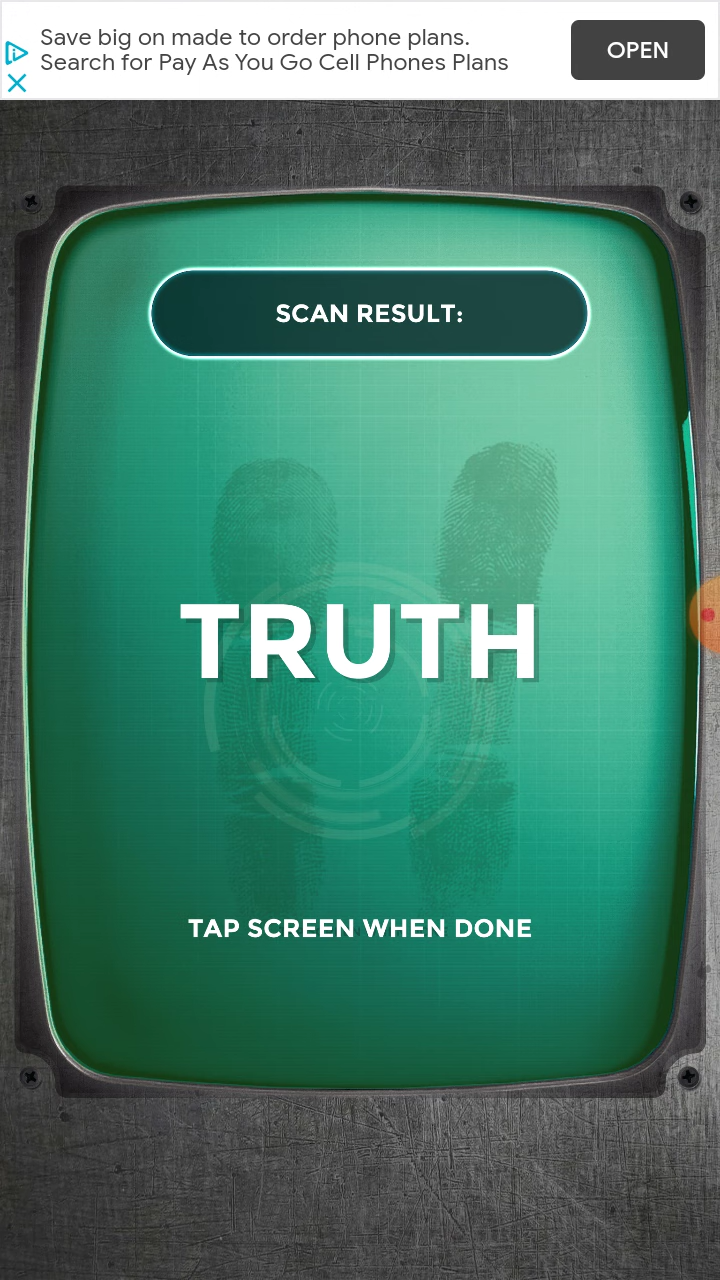 Save big on made to order phone plans.
Search for Pay As You Go Cell Phones Plans
OPEN
SCAN RESULT:
TRUTH
TAP SCREEN WHEN DONE